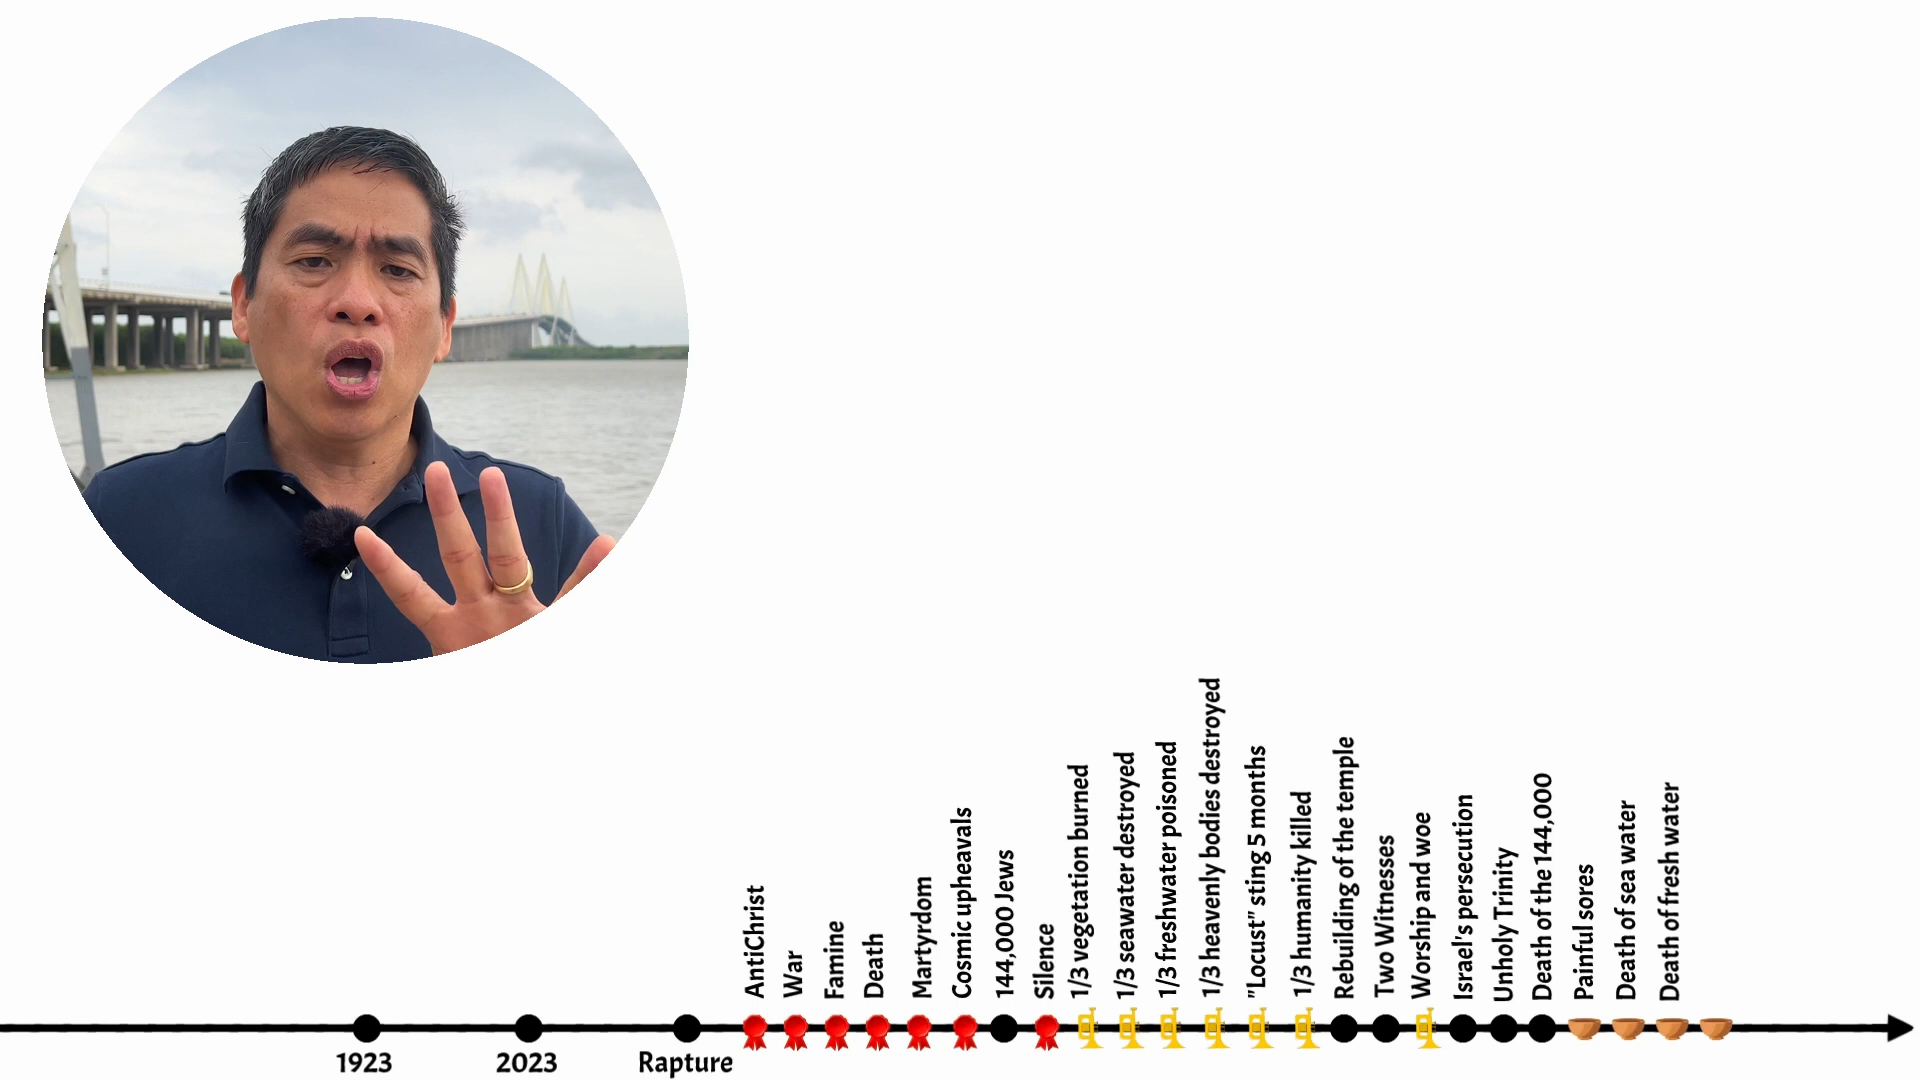 1923
2023
Rapture
AntiChrist
War
Famine
Death
Martyrdom
Cosmic upheavals
144,000 Jews
Silence
1/3 vegetation burned
1/3 seawater destroyed
1/3 freshwater poisoned
1/3 heavenly bodies destroyed
"Locust" sting 5 months
1/3 humanity killed
Rebuilding of the temple
Two Witnesses
Worship and woe
Israel's persecution
Unholy Trinity
Death of the 144,000
Painful sores
Death of sea water
Death of fresh water